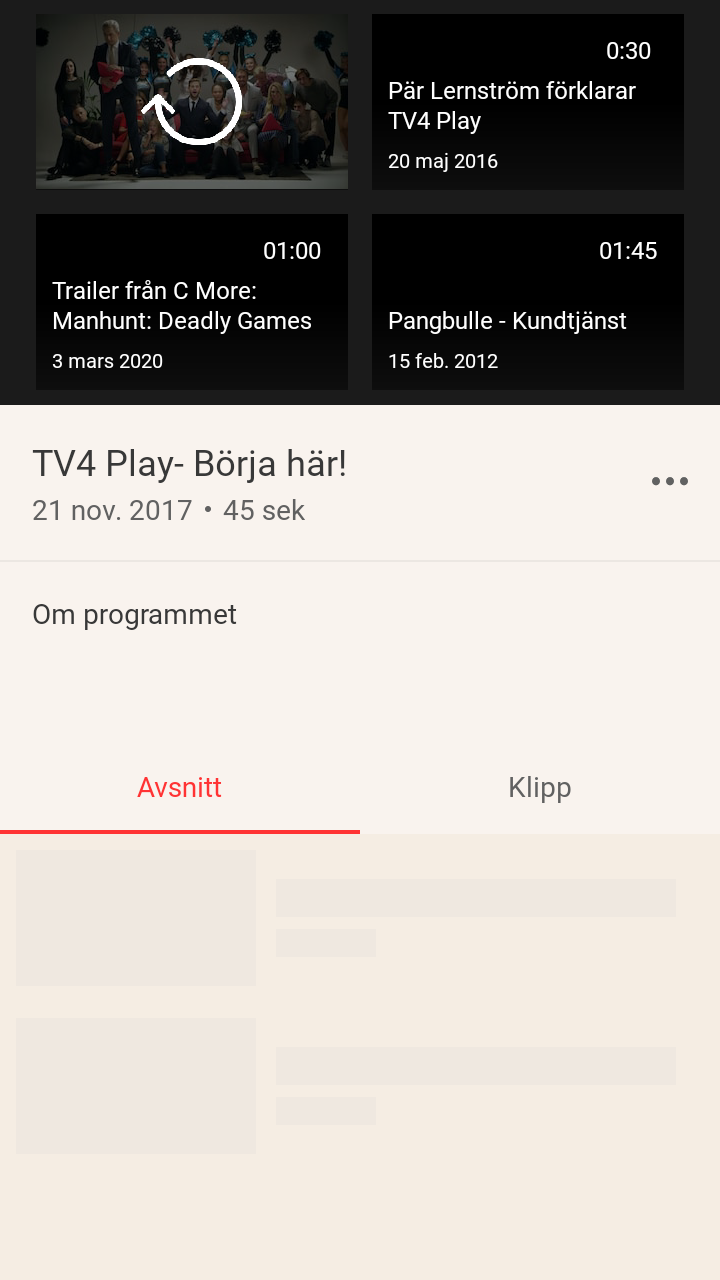 0:30
Pär Lernström förklarar
TV4 Play
20 maj 2016
01:00
Trailer från C More:
Manhunt: Deadly Games
3 mars 2020
01:45
Pangbulle - Kundtjänst
15 feb. 2012
TV4 Play- Börja här!
21 nov. 2017 • 45 sek
Om programmet
Avsnitt
Klipp